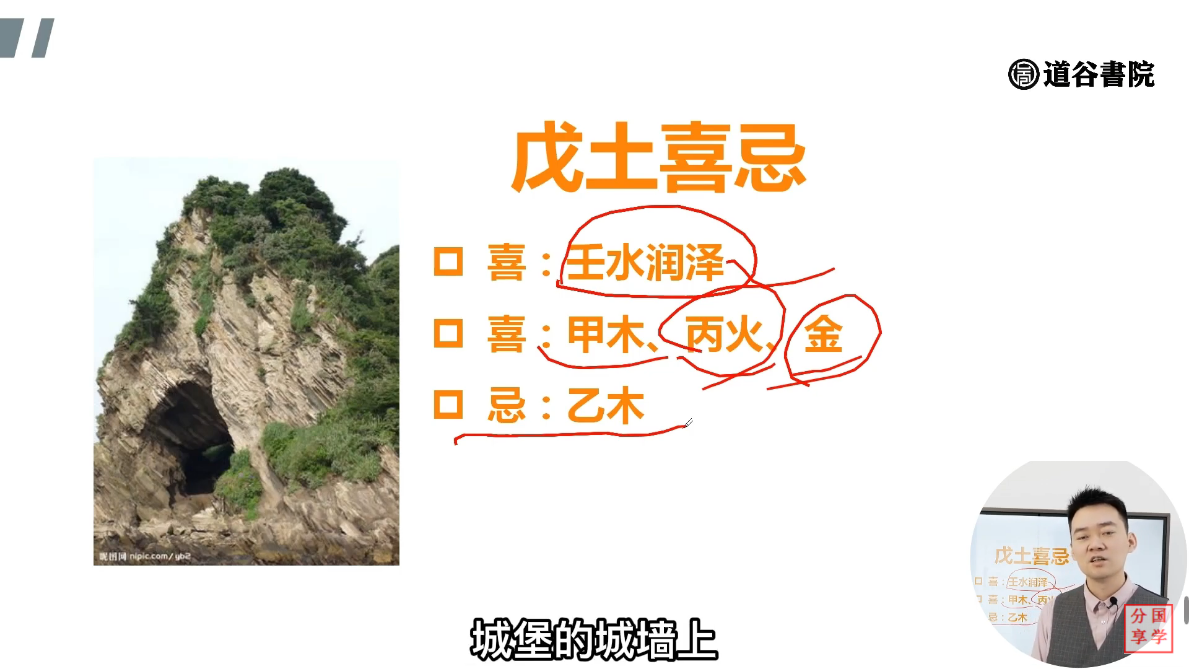 道谷書院
戊土喜忌
喜：壬水润泽
喜：甲木、丙火、金
忌：乙木
昵图网 nipic.com/yb2
戊土喜忌
喜：壬水润泽
喜：甲木、丙火
忌：乙木
分国
享学
城堡的城墙上